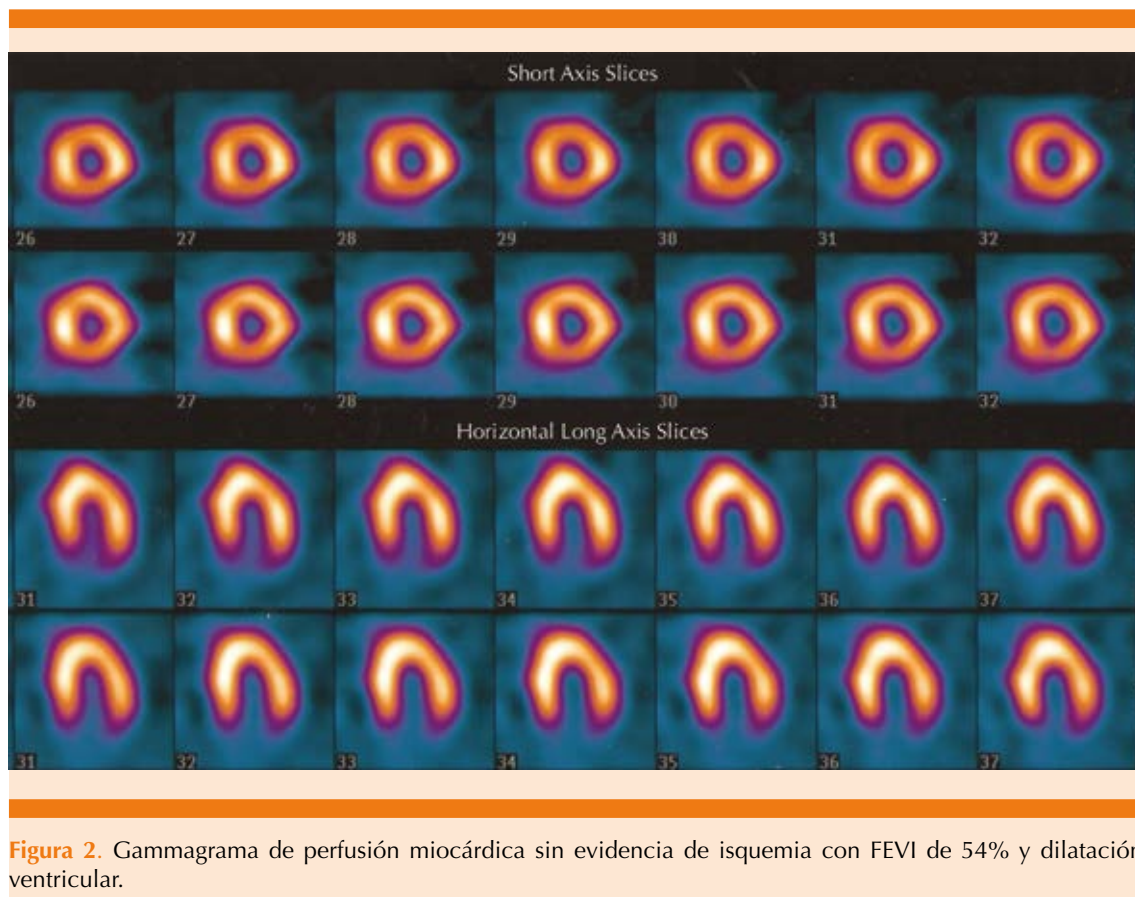 Short Axis Slices
26 27 28 29 30 31 32
26 27 28 29 30 31 32
Horizontal Long Axis Slices
31 32 33 34 35 36 37
31 32 33 34 35 36 37
Figura 2. Gammagrama de perfusión miocárdica sin evidencia de isquemia con FEVI de 54% y dilatación
ventricular.